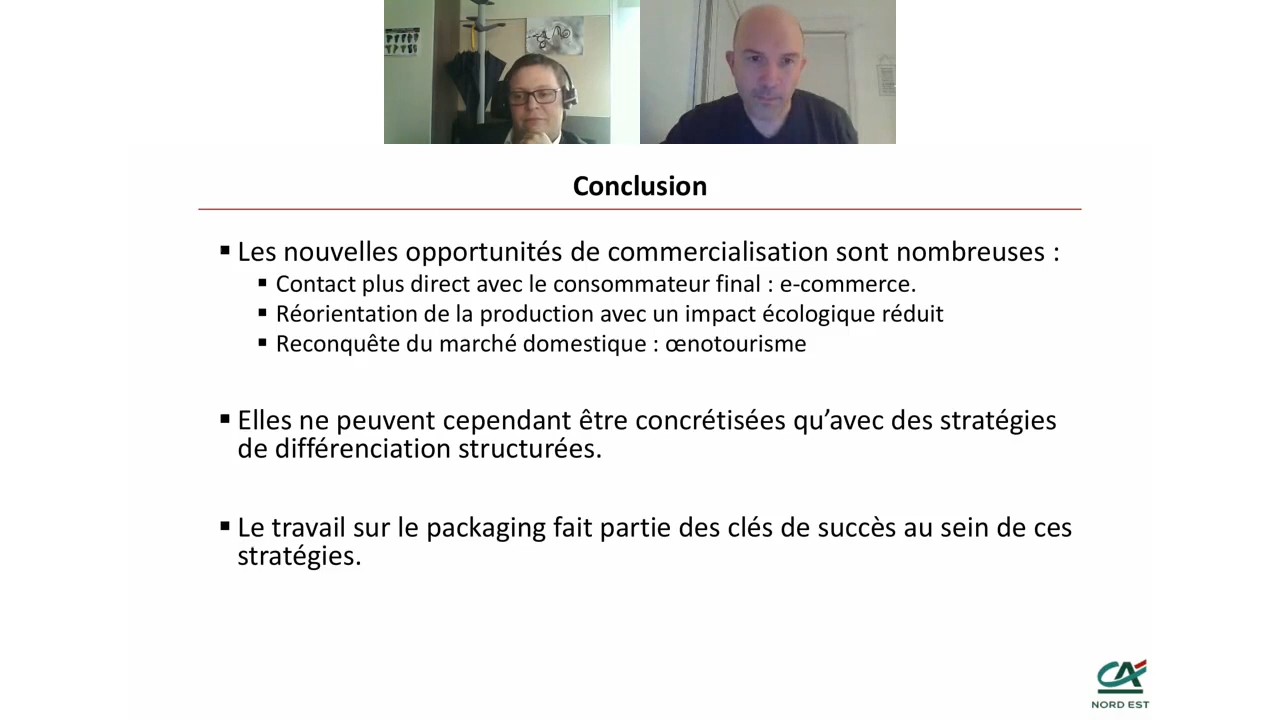 Conclusion
▪ Les nouvelles opportunités de commercialisation sont nombreuses :
▪ Contact plus direct avec le consommateur final : e-commerce.
▪ Réorientation de la production avec un impact écologique réduit
▪ Reconquête du marché domestique : œnotourisme
▪ Elles ne peuvent cependant être concrétisées qu’avec des stratégies
de différenciation structurées.
▪ Le travail sur le packaging fait partie des clés de succès au sein de ces
stratégies.
CA
NORD EST